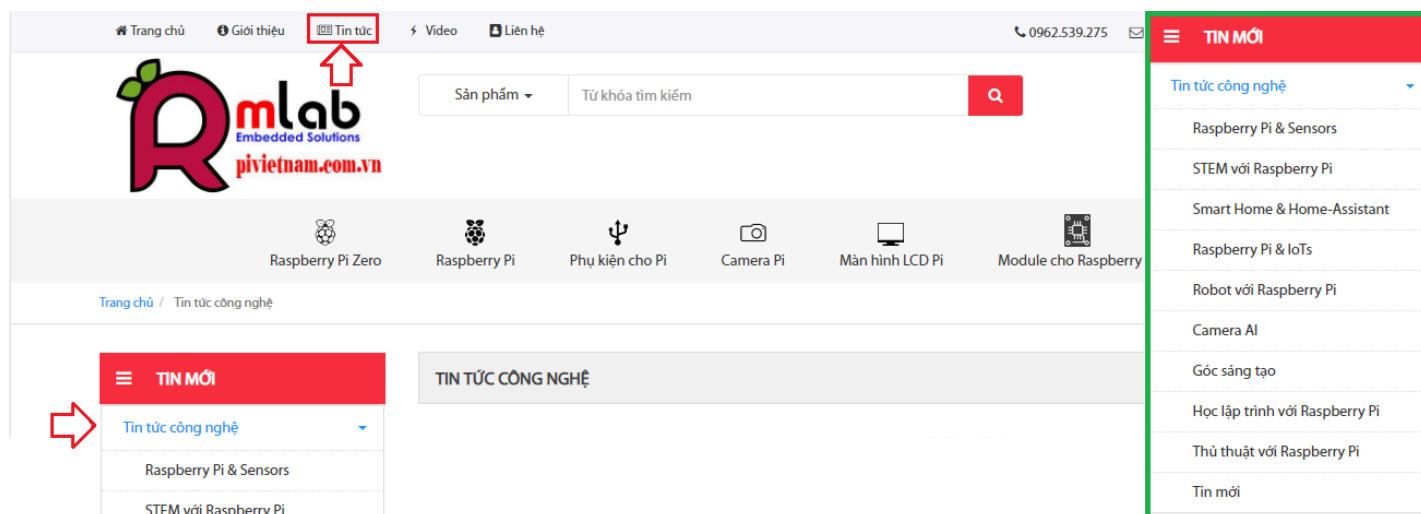 Trang chủ Giới thiệu Tin tức Video Liên hệ 0962.539.275
mlab
Embedded Solutions
pivietnam.com.vn
Sản phẩm Từ khóa tìm kiếm
Raspberry Pi Zero Raspberry Pi Phụ kiện cho Pi Camera Pi Màn hình LCD Pi Module cho Raspberry
Trang chủ / Tin tức công nghệ
TIN MỚI
TIN TỨC CÔNG NGHỆ
Tin tức công nghệ
Raspberry Pi & Sensors
STEM với Raspberry Pi
TIN MỚI
Tin tức công nghệ
Raspberry Pi & Sensors
STEM với Raspberry Pi
Smart Home & Home-Assistant
Raspberry Pi & IoTs
Robot với Raspberry Pi
Camera AI
Góc sáng tạo
Học lập trình với Raspberry Pi
Thủ thuật với Raspberry Pi
Tin mới